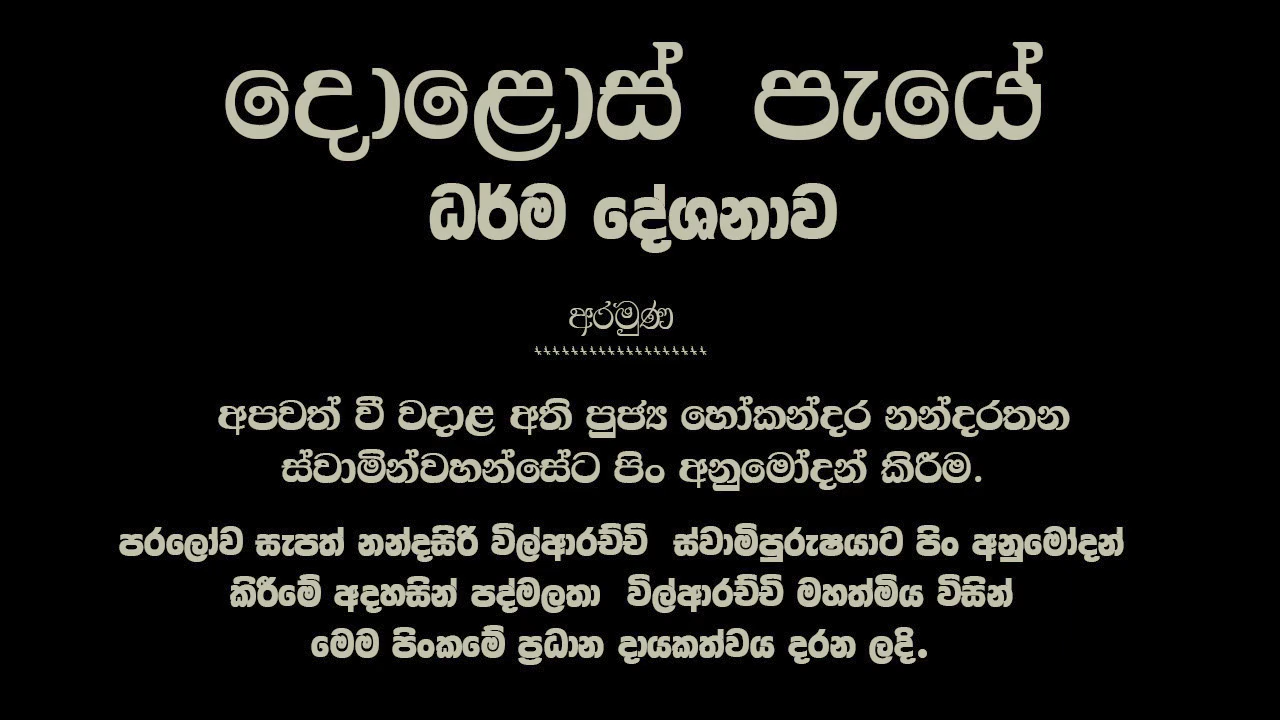 දොළොස් පැයේ
ධර්ම දේශනාව
අරමුණ
අපවත් වී වදාළ අති පුජ්‍ය හෝකන්දර නන්දරතන
ස්වාමින්වහන්සේට පිං අනුමෝදන් කිරීම.
පරලෝව සැපත් නන්දසිරි විල්ආරච්චි ස්වාමිපුරුෂයාට පිං අනුමෝදන්
කිරීමේ අදහසින් පද්මලතා විල්ආරච්චි මහත්මිය විසින්
මෙම පිංකමේ ප්‍රධාන දායකත්වය දරන ලදි.